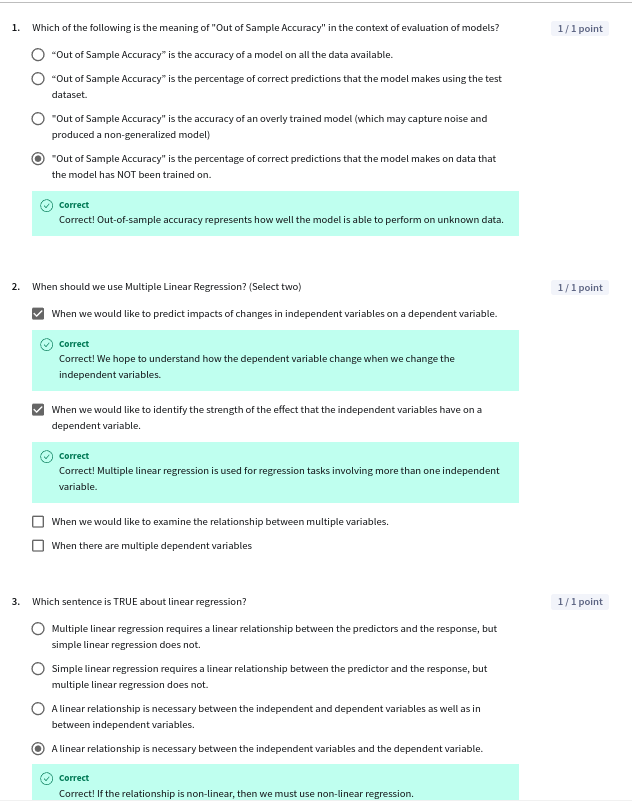 1. Which of the following is the meaning of "Out of Sample Accuracy" in the context of evaluation of models? 1 / 1 point
“Out of Sample Accuracy” is the accuracy of a model on all the data available.
“Out of Sample Accuracy” is the percentage of correct predictions that the model makes using the test
dataset.
"Out of Sample Accuracy" is the accuracy of an overly trained model (which may capture noise and
produced a non-generalized model)
"Out of Sample Accuracy" is the percentage of correct predictions that the model makes on data that
the model has NOT been trained on.
Correct
Correct! Out-of-sample accuracy represents how well the model is able to perform on unknown data.
2. When should we use Multiple Linear Regression? (Select two) 1 / 1 point
When we would like to predict impacts of changes in independent variables on a dependent variable.
Correct
Correct! We hope to understand how the dependent variable change when we change the
independent variables.
When we would like to identify the strength of the effect that the independent variables have on a
dependent variable.
Correct
Correct! Multiple linear regression is used for regression tasks involving more than one independent
variable.
When we would like to examine the relationship between multiple variables.
When there are multiple dependent variables
3. Which sentence is TRUE about linear regression? 1 / 1 point
Multiple linear regression requires a linear relationship between the predictors and the response, but
simple linear regression does not.
Simple linear regression requires a linear relationship between the predictor and the response, but
multiple linear regression does not.
A linear relationship is necessary between the independent and dependent variables as well as in
between independent variables.
A linear relationship is necessary between the independent variables and the dependent variable.
Correct
Correct! If the relationship is non-linear, then we must use non-linear regression.